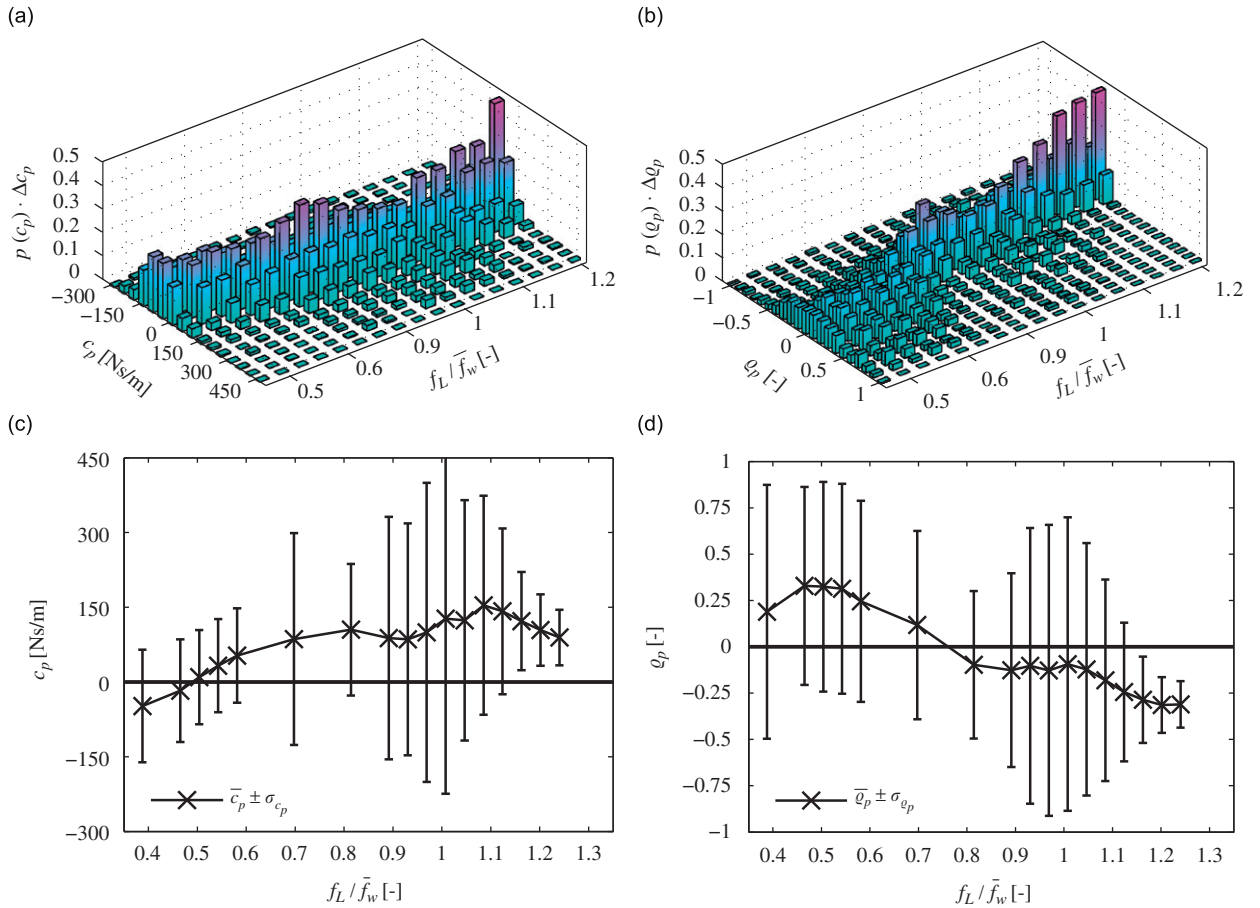 (a)
p (c_p) · Δc_p
0.5
0.4
0.3
0.2
0.1
0
−300
−150
0
150
300
450
c_p [Ns/m]
0.5
0.6
0.9
1
1.1
1.2
f_L / f̄_w [-]
(b)
p (ϱ_p) · Δϱ_p
0.5
0.4
0.3
0.2
0.1
0
−1
−0.5
0
0.5
1
ϱ_p [-]
0.5
0.6
0.9
1
1.1
1.2
f_L / f̄_w [-]
(c)
450
300
150
0
−150
−300
c_p [Ns/m]
c̄_p ± σ_{c_p}
0.4 0.5 0.6 0.7 0.8 0.9 1 1.1 1.2 1.3
f_L / f̄_w [-]
(d)
1
0.75
0.5
0.25
0
−0.25
−0.5
−0.75
−1
ϱ_p [-]
ϱ̄_p ± σ_{ϱ_p}
0.4 0.5 0.6 0.7 0.8 0.9 1 1.1 1.2 1.3
f_L / f̄_w [-]